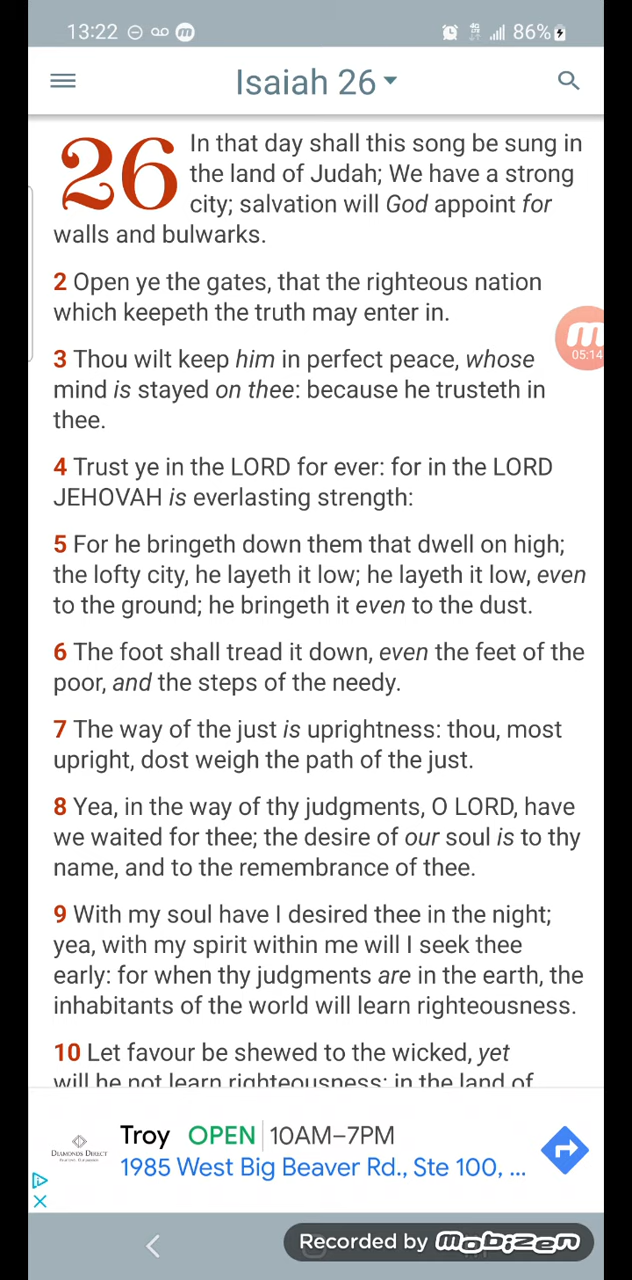 13:22
86%
Isaiah 26
26 In that day shall this song be sung in
the land of Judah; We have a strong
city; salvation will God appoint for
walls and bulwarks.
2 Open ye the gates, that the righteous nation
which keepeth the truth may enter in.
m
05:14
3 Thou wilt keep him in perfect peace, whose
mind is stayed on thee: because he trusteth in
thee.
4 Trust ye in the LORD for ever: for in the LORD
JEHOVAH is everlasting strength:
5 For he bringeth down them that dwell on high;
the lofty city, he layeth it low; he layeth it low, even
to the ground; he bringeth it even to the dust.
6 The foot shall tread it down, even the feet of the
poor, and the steps of the needy.
7 The way of the just is uprightness: thou, most
upright, dost weigh the path of the just.
8 Yea, in the way of thy judgments, O LORD, have
we waited for thee; the desire of our soul is to thy
name, and to the remembrance of thee.
9 With my soul have I desired thee in the night;
yea, with my spirit within me will I seek thee
early: for when thy judgments are in the earth, the
inhabitants of the world will learn righteousness.
10 Let favour be shewed to the wicked, yet
will he not learn righteousness: in the land of
Troy OPEN 10AM–7PM
DIAMONDS DIRECT
1985 West Big Beaver Rd., Ste 100, ...
Recorded by mobizen